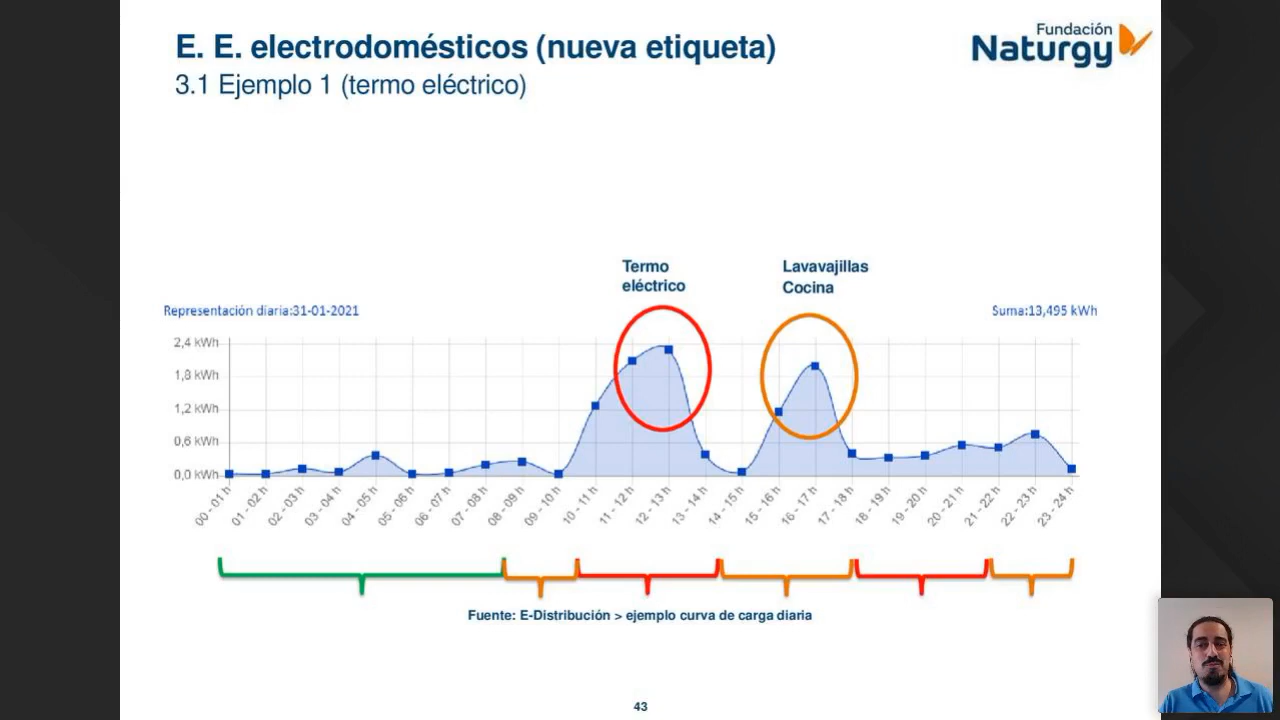 E. E. electrodomésticos (nueva etiqueta)
3.1 Ejemplo 1 (termo eléctrico)
Fundación
Naturgy
Termo
eléctrico
Lavavajillas
Cocina
Representación diaria:31-01-2021
Suma:13,495 kWh
2,4 kWh
1,8 kWh
1,2 kWh
0,6 kWh
0,0 kWh
00 - 01 h
01 - 02 h
02 - 03 h
03 - 04 h
04 - 05 h
05 - 06 h
06 - 07 h
07 - 08 h
08 - 09 h
09 - 10 h
10 - 11 h
11 - 12 h
12 - 13 h
13 - 14 h
14 - 15 h
15 - 16 h
16 - 17 h
17 - 18 h
18 - 19 h
19 - 20 h
20 - 21 h
21 - 22 h
22 - 23 h
23 - 24 h
Fuente: E-Distribución > ejemplo curva de carga diaria
43